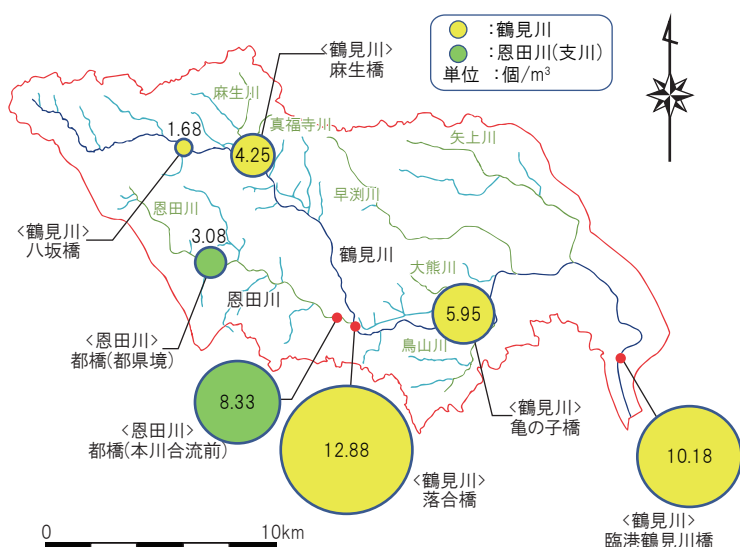 :鶴見川
:恩田川(支川)
単位 :個/m³
<鶴見川>
麻生橋
麻生川
真福寺州
1.68
4.25
矢上川
早渕川
恩田川
<鶴見川>
八坂橋
3.08
鶴見川
大熊川
恩田川
5.95
<恩田川>
都橋(都県境)
鳥山川
8.33
<恩田川>
都橋(本川合流前)
12.88
<鶴見川>
落合橋
<鶴見川>
亀の子橋
10.18
<鶴見川>
臨港鶴見川橋
0
10km